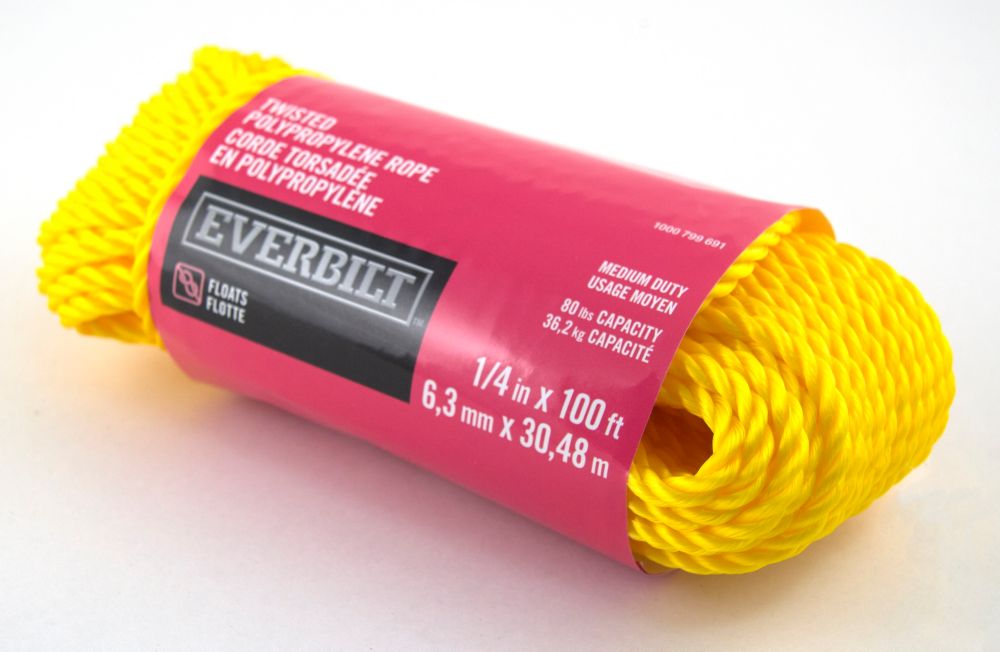 TWISTED
POLYPROPYLENE ROPE
CORDE TORSADÉE
EN POLYPROPYLÈNE
EVERBILT™
FLOATS
FLOTTE
1000 799 691
MEDIUM DUTY
USAGE MOYEN
80 lbs CAPACITY
36,2 kg CAPACITÉ
1/4 in x 100 ft
6,3 mm x 30,48 m